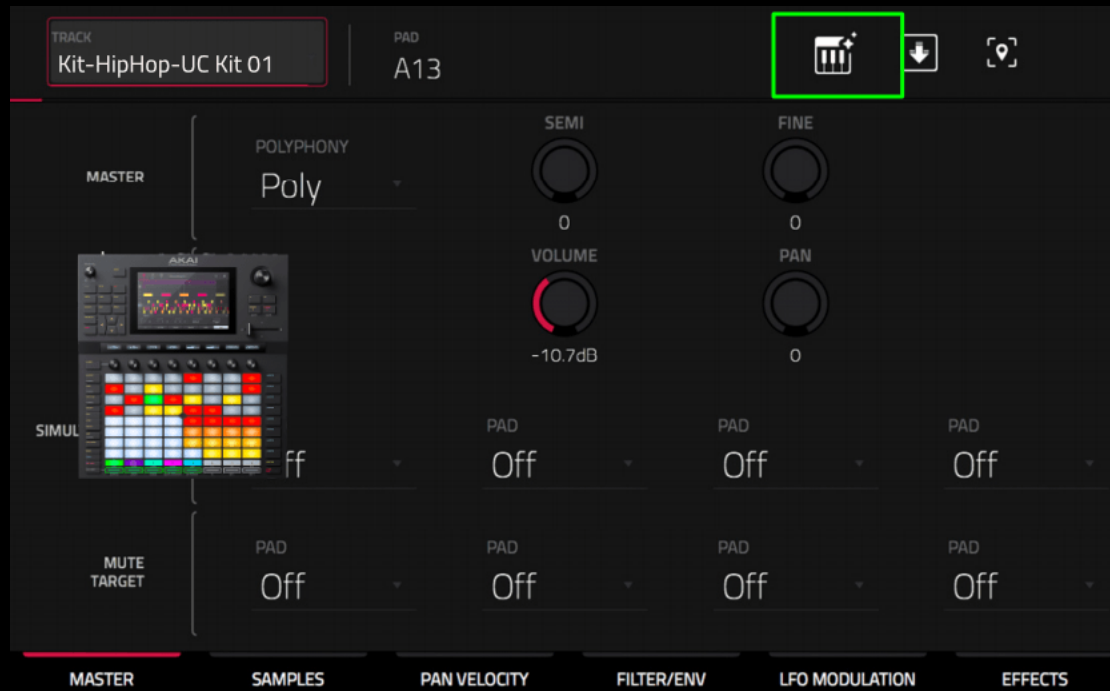 TRACK
Kit-HipHop-UC Kit 01
PAD
A13
MASTER
POLYPHONY
Poly
SEMI
0
FINE
0
VOLUME
-10.7dB
PAN
0
AKAI
SIMUL
ff
PAD
Off
PAD
Off
PAD
Off
MUTE
TARGET
PAD
Off
PAD
Off
PAD
Off
PAD
Off
MASTER SAMPLES PAN VELOCITY FILTER/ENV LFO MODULATION EFFECTS